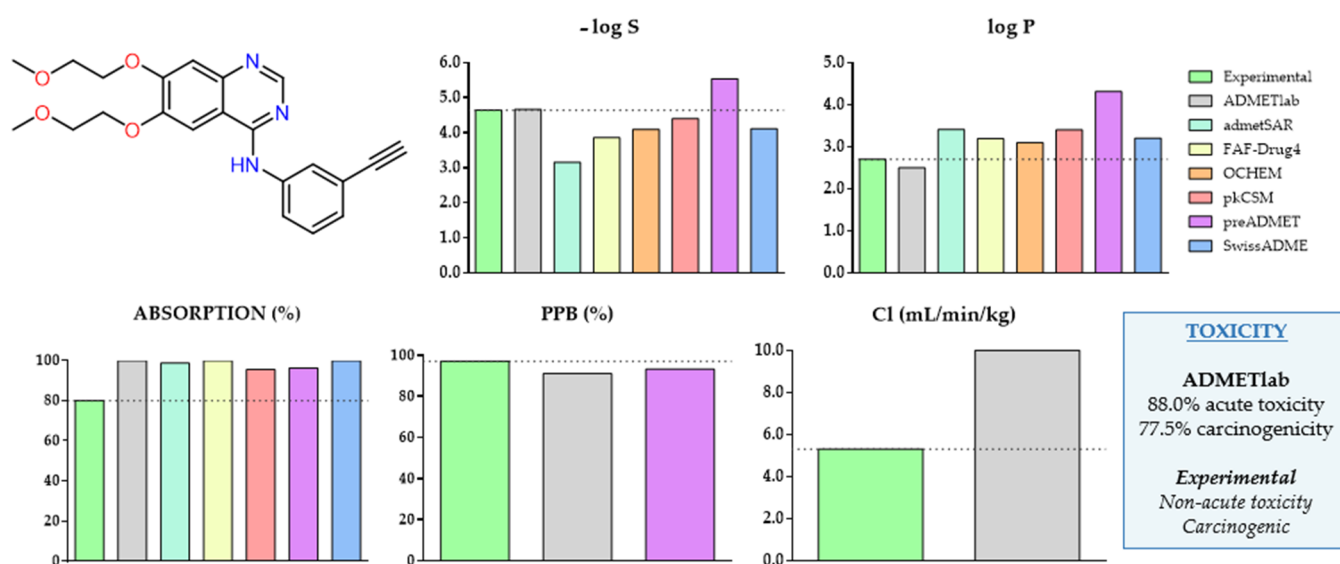 - log S
6.0
5.0
4.0
3.0
2.0
1.0
0.0
log P
5.0
4.0
3.0
2.0
1.0
0.0
Experimental
ADMETlab
admetSAR
FAF-Drug4
OCHEM
pkCSM
preADMET
SwissADME
O
O
O
O
N
N
HN
ABSORPTION (%)
100
80
60
40
20
0
PPB (%)
100
80
60
40
20
0
Cl (mL/min/kg)
10.0
8.0
6.0
4.0
2.0
0.0
TOXICITY
ADMETlab
88.0% acute toxicity
77.5% carcinogenicity
Experimental
Non-acute toxicity
Carcinogenic